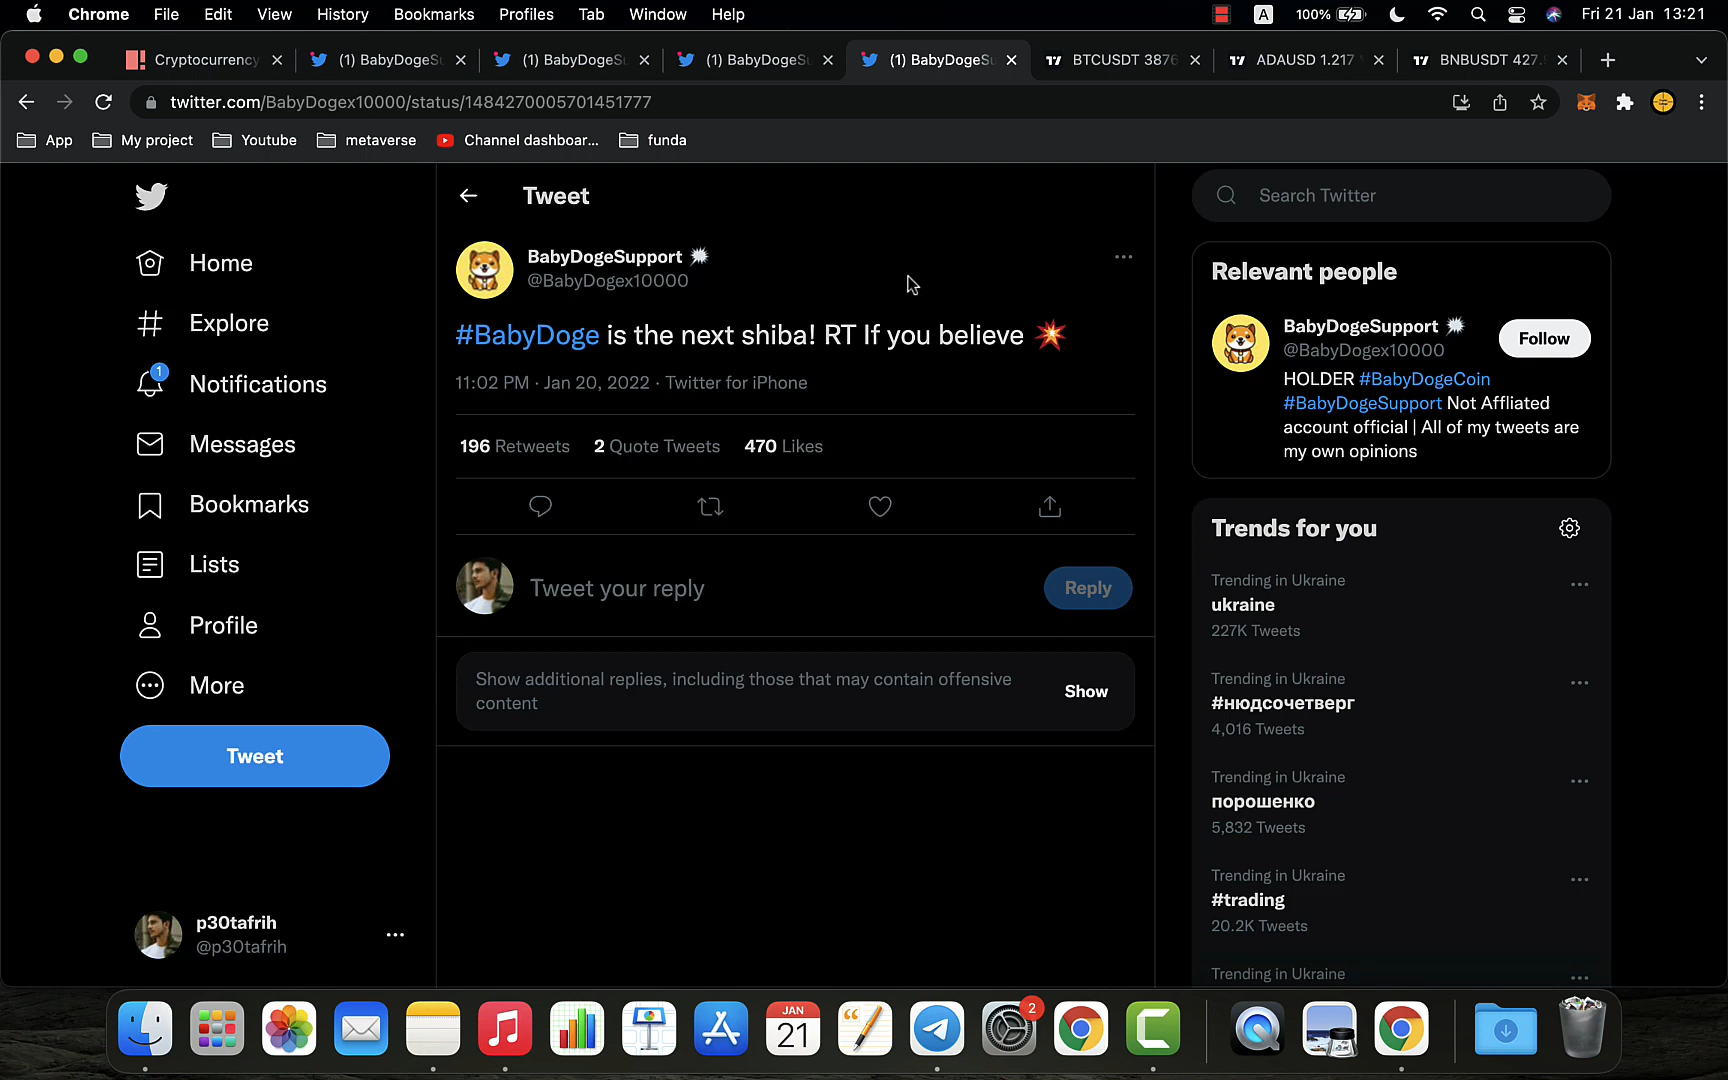 Chrome File Edit View History Bookmarks Profiles Tab Window Help
A 100% Fri 21 Jan 13:21
Cryptocurrency
(1) BabyDogeSu
(1) BabyDogeSu
(1) BabyDogeSu
(1) BabyDogeSu
BTCUSDT 3876
ADAUSD 1.217
BNBUSDT 427.
twitter.com/BabyDogex10000/status/1484270005701451777
App My project Youtube metaverse Channel dashboar... funda
Home
Explore
1
Notifications
Messages
Bookmarks
Lists
Profile
More
Tweet
p30tafrih
@p30tafrih
Tweet
BabyDogeSupport
@BabyDogex10000
#BabyDoge is the next shiba! RT If you believe 💥
11:02 PM · Jan 20, 2022 · Twitter for iPhone
196 Retweets 2 Quote Tweets 470 Likes
Tweet your reply
Reply
Show additional replies, including those that may contain offensive
content
Show
Search Twitter
Relevant people
BabyDogeSupport
@BabyDogex10000
Follow
HOLDER #BabyDogeCoin
#BabyDogeSupport Not Affliated
account official | All of my tweets are
my own opinions
Trends for you
Trending in Ukraine
ukraine
227K Tweets
Trending in Ukraine
#нюдсочетверг
4,016 Tweets
Trending in Ukraine
порошенко
5,832 Tweets
Trending in Ukraine
#trading
20.2K Tweets
Trending in Ukraine
JAN
21
2